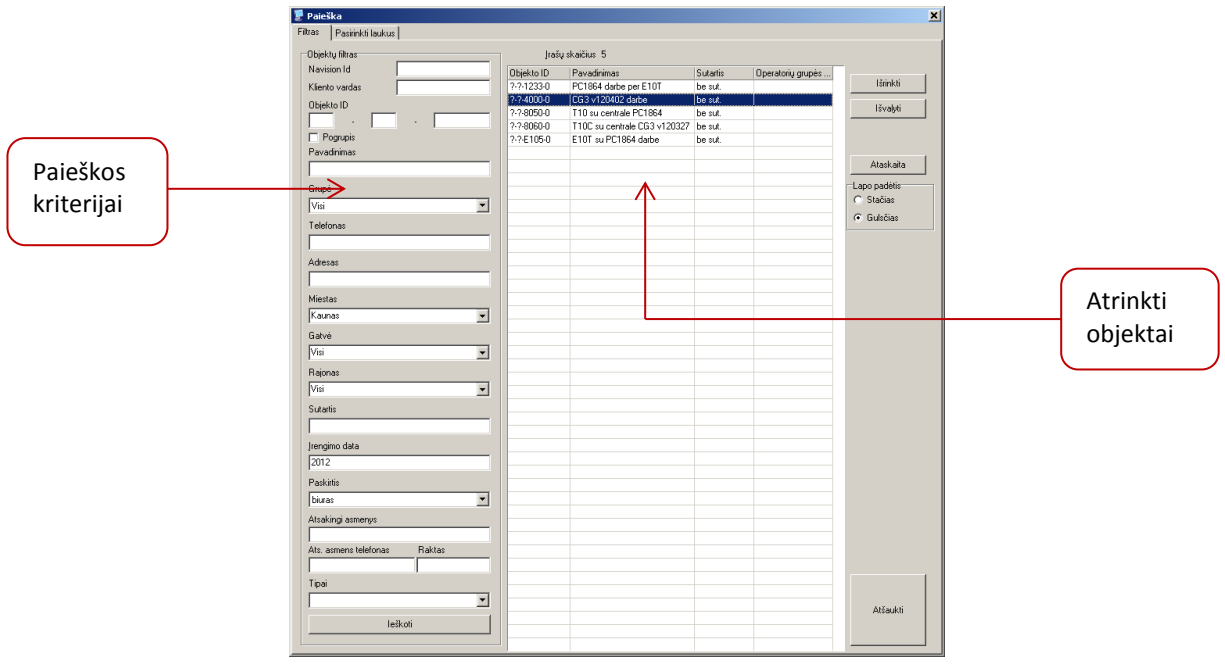 Paieška
Filtras Pasirinkti laukus
Objektų filtras
Navision Id
Kliento vardas
Objekto ID
. .
Pogrupis
Pavadinimas
Grupė
Visi
Telefonas
Adresas
Miestas
Kaunas
Gatvė
Visi
Rajonas
Visi
Sutartis
Įrengimo data
2012
Paskirtis
biuras
Atsakingi asmenys
Ats. asmens telefonas Raktas
Tipai
Ieškoti
Įrašų skaičius 5
Objekto ID Pavadinimas Sutartis Operatorių grupės ...
?-?-1233-0 PC1864 darbe per E10T be sut.
?-?-4000-0 CG3 v120402 darbe be sut.
?-?-8050-0 T10 su centrale PC1864 be sut.
?-?-8060-0 T10C su centrale CG3 v120327 be sut.
?-?-E105-0 E10T su PC1864 darbe be sut.
Išrinkti
Išvalyti
Ataskaita
Lapo padėtis
Stačias
Gulsčias
Atšaukti
Paieškos
kriterijai
Atrinkti
objektai